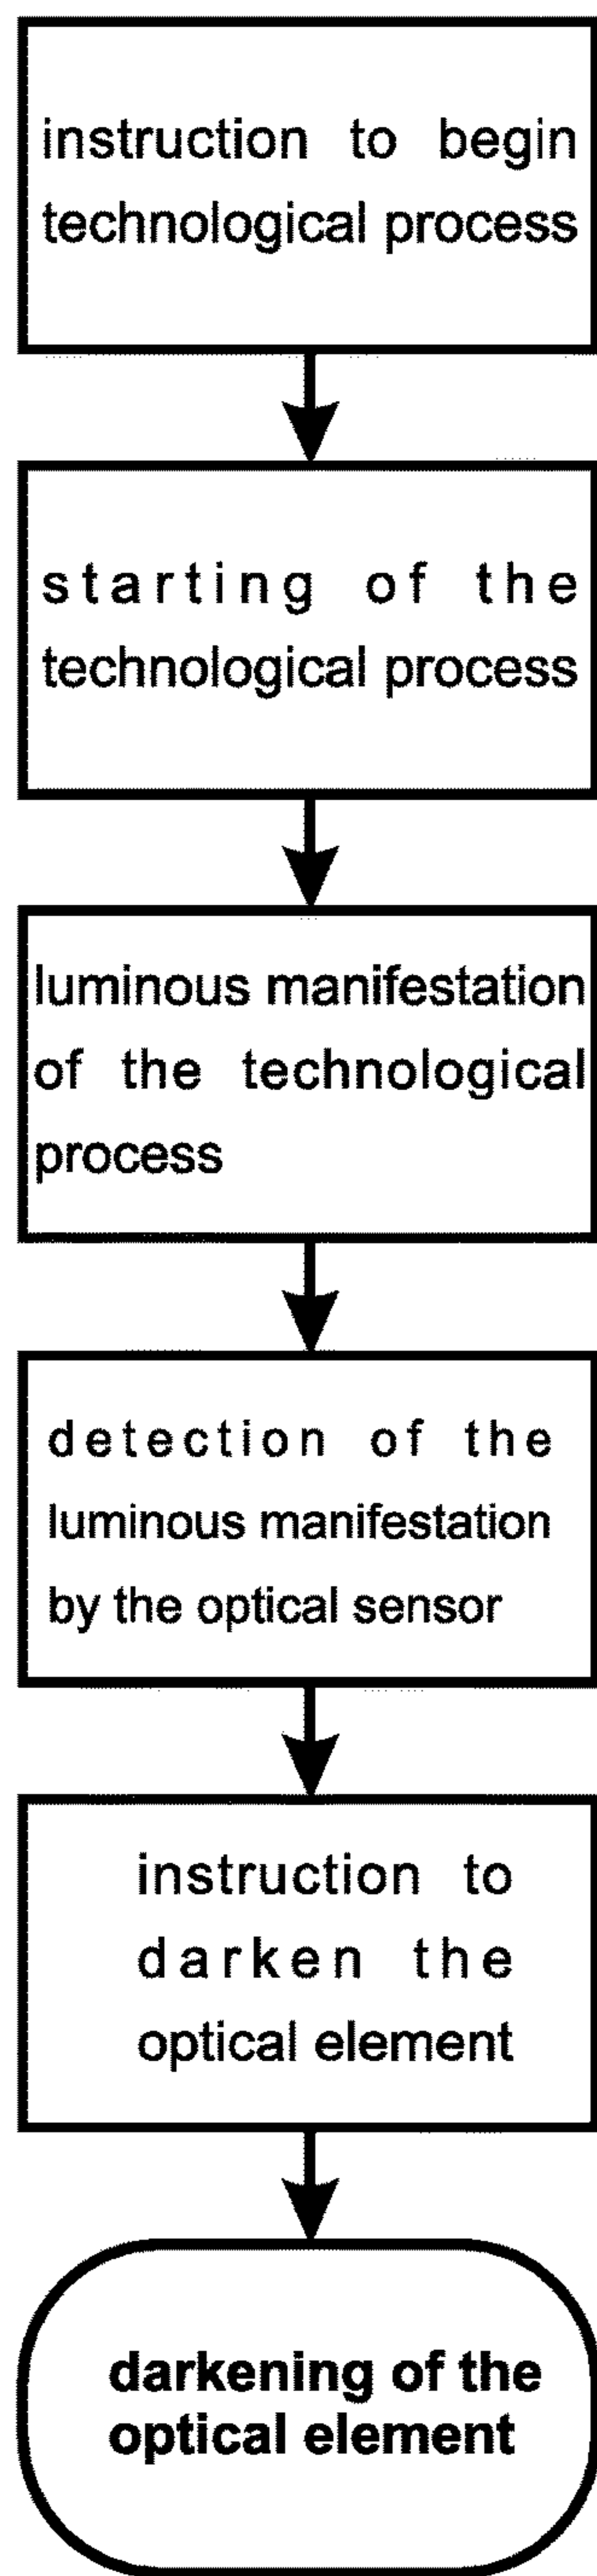 instruction to begin
technological process
starting of the
technological process
luminous manifestation
of the technological
process
detection of the
luminous manifestation
by the optical sensor
instruction to
darken the
optical element
darkening of the
optical element